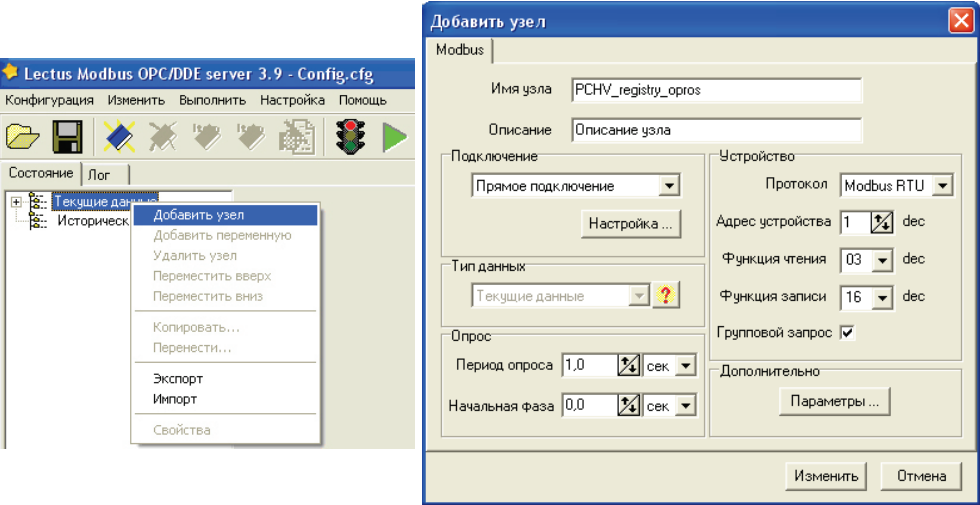 Lectus Modbus OPC/DDE server 3.9 - Config.cfg
Конфигурация Изменить Выполнить Настройка Помощь
Состояние Лог
Текущие данные
Историческ
Добавить узел
Добавить переменную
Удалить узел
Переместить вверх
Переместить вниз
Копировать...
Перенести...
Экспорт
Импорт
Свойства
Добавить узел
Modbus
Имя узла PCHV_registry_opros
Описание Описание узла
Подключение
Прямое подключение
Настройка ...
Тип данных
Текущие данные ?
Опрос
Период опроса 1,0 сек
Начальная фаза 0,0 сек
Устройство
Протокол Modbus RTU
Адрес устройства 1 dec
Функция чтения 03 dec
Функция записи 16 dec
Групповой запрос
Дополнительно
Параметры ...
Изменить Отмена